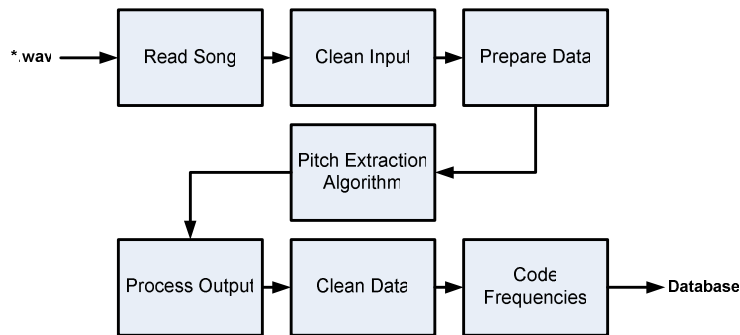 *.wav
Read Song
Clean Input
Prepare Data
Pitch Extraction
Algorithm
Process Output
Clean Data
Code
Frequencies
Database